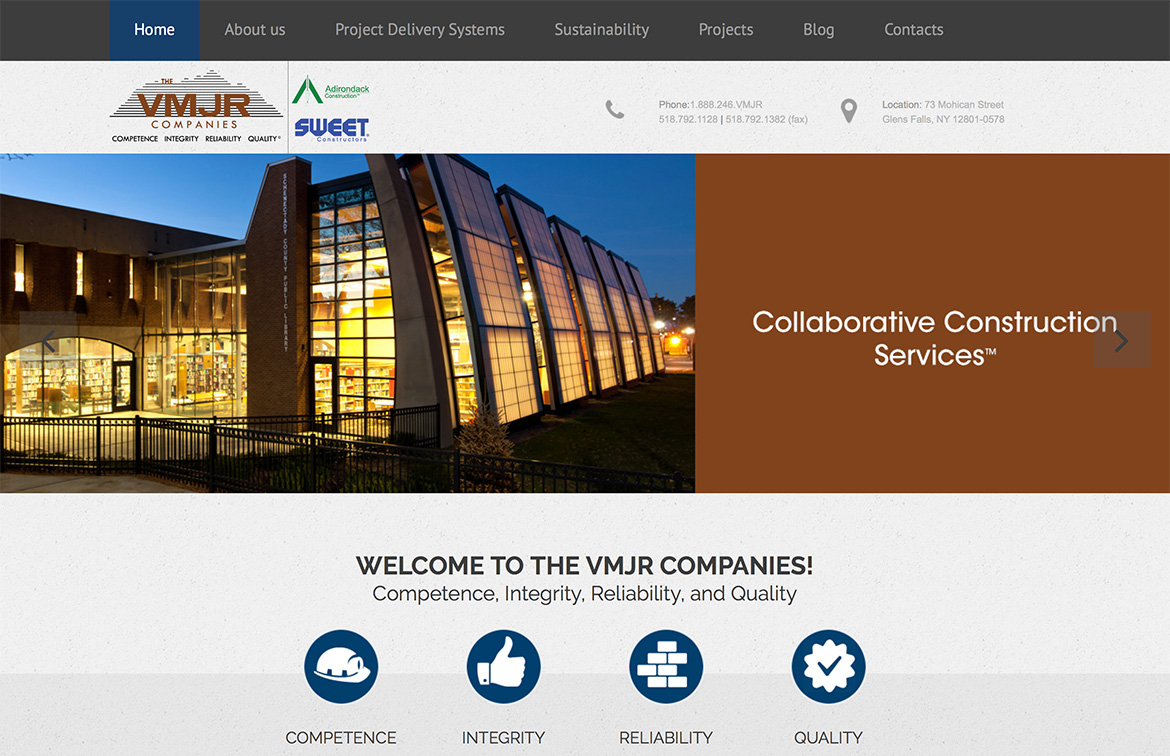 Home About us Project Delivery Systems Sustainability Projects Blog Contacts
THE
VMJR
COMPANIES
COMPETENCE INTEGRITY RELIABILITY QUALITY®
Adirondack
Construction™
SWEET®
Constructors
Phone:1.888.246.VMJR
518.792.1128 | 518.792.1382 (fax)
Location: 73 Mohican Street
Glens Falls, NY 12801-0578
SCHENECTADY COUNTY PUBLIC LIBRARY
Collaborative Construction
Services™
WELCOME TO THE VMJR COMPANIES!
Competence, Integrity, Reliability, and Quality
COMPETENCE INTEGRITY RELIABILITY QUALITY